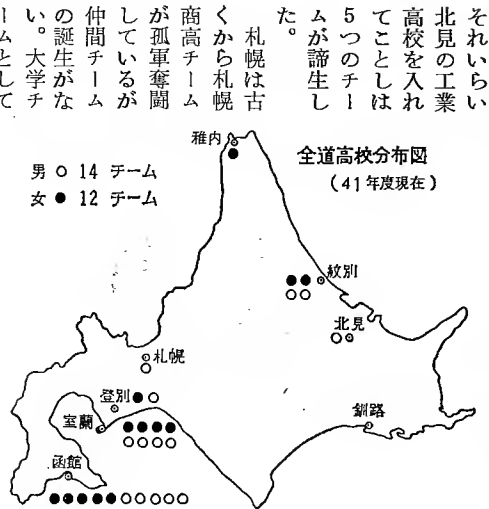 それいらい
北見の工業
高校を入れ
てことしは
5つのチー
ムが誕生し
た。
札幌は古
くから札幌
商高チーム
が孤軍奮闘
しているが
仲間チーム
の誕生がな
い。大学チ
ームとして
全道高校分布図
(41年度現在)
男 ○ 14 チーム
女 ● 12 チーム
稚内
紋別
北見
札幌
登別
室蘭
釧路
函館